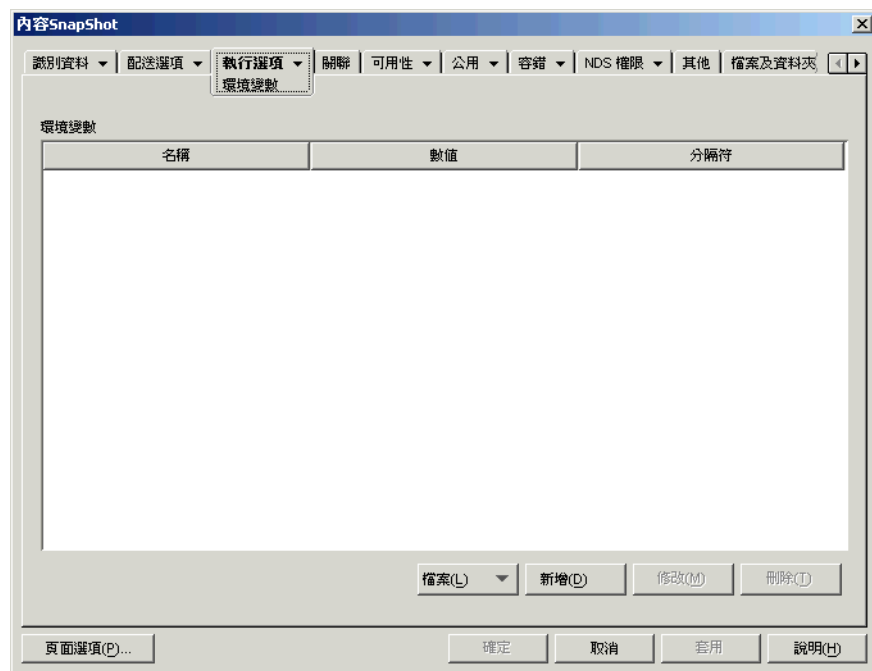 內容SnapShot
識別資料 配送選項 執行選項 關聯 可用性 公用 容錯 NDS 權限 其他 檔案及資料夾
環境變數
環境變數
名稱 數值 分隔符
檔案(L) 新增(D) 修改(M) 刪除(T)
頁面選項(P)... 確定 取消 套用 說明(H)